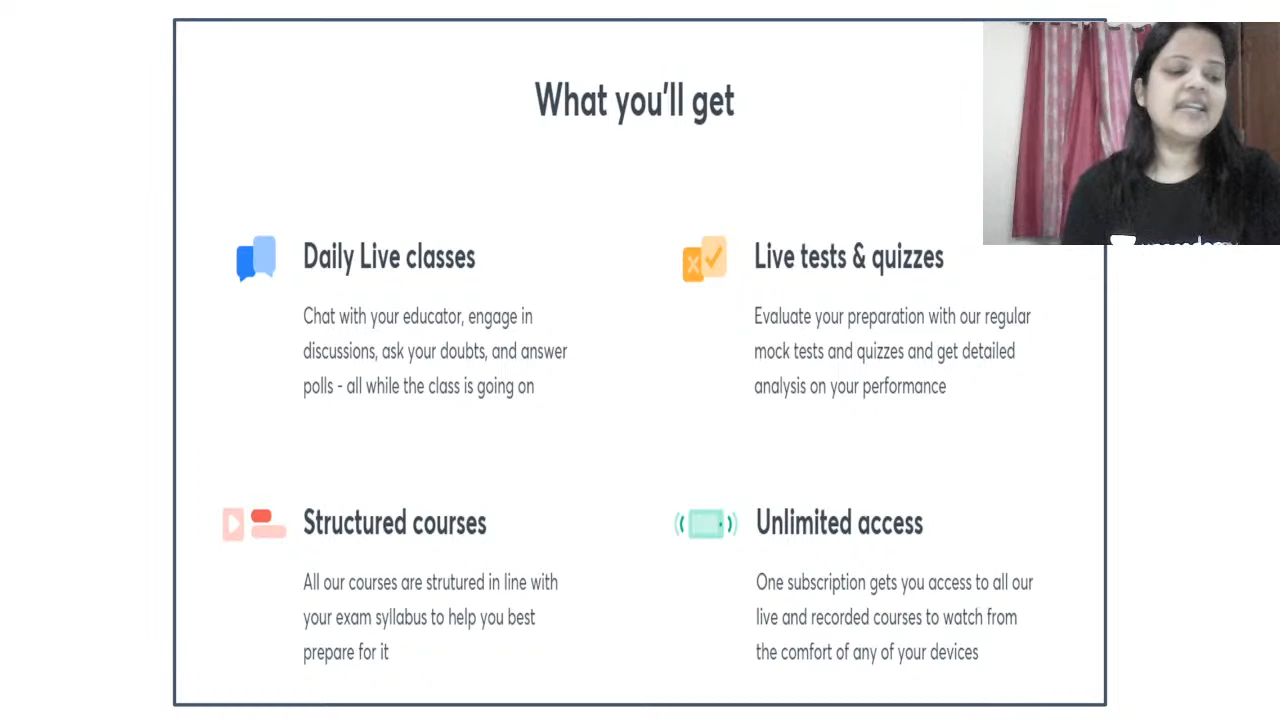 What you'll get
Daily Live classes
Chat with your educator, engage in
discussions, ask your doubts, and answer
polls - all while the class is going on
Live tests & quizzes
Evaluate your preparation with our regular
mock tests and quizzes and get detailed
analysis on your performance
Structured courses
All our courses are strutured in line with
your exam syllabus to help you best
prepare for it
Unlimited access
One subscription gets you access to all our
live and recorded courses to watch from
the comfort of any of your devices